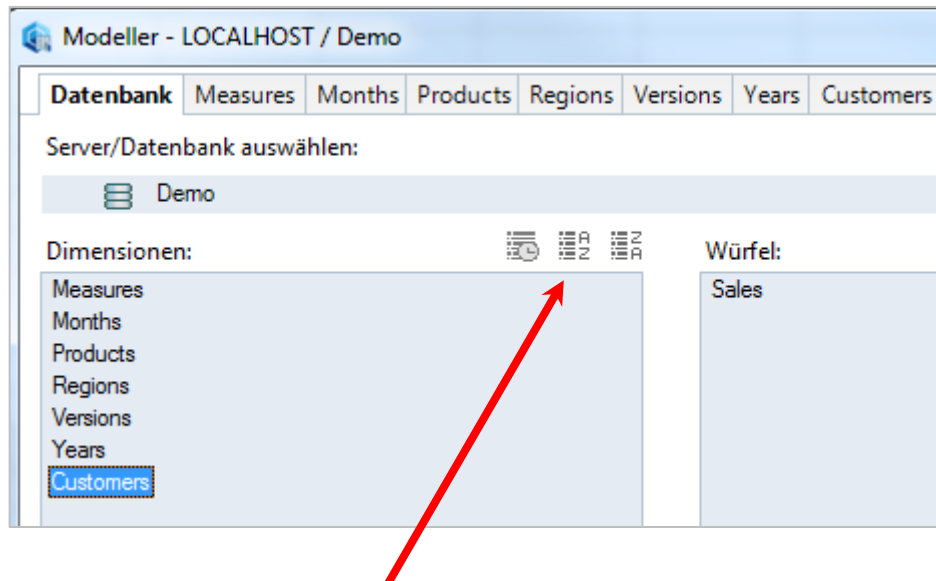 Modeller - LOCALHOST / Demo
Datenbank Measures Months Products Regions Versions Years Customers
Server/Datenbank auswählen:
Demo
Dimensionen: A Z Z A Würfel:
Measures Sales
Months
Products
Regions
Versions
Years
Customers